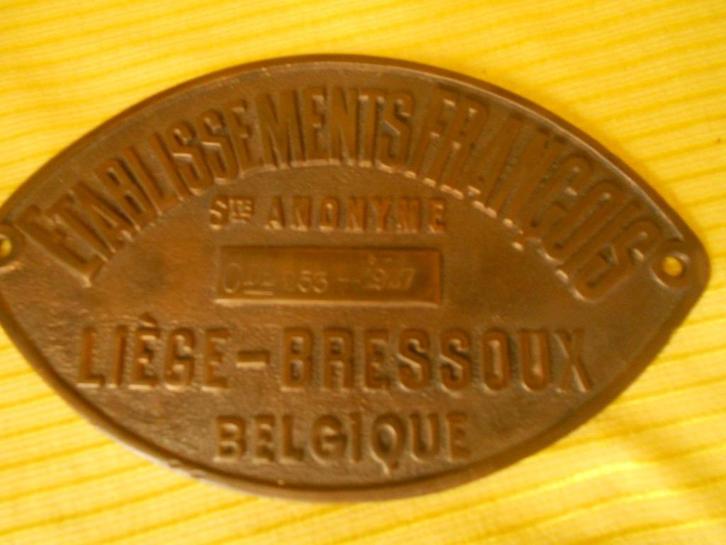 ETABLISSEMENTS FRANÇOIS
STÉ ANONYME
LIÈGE-BRESSOUX
BELGIQUE